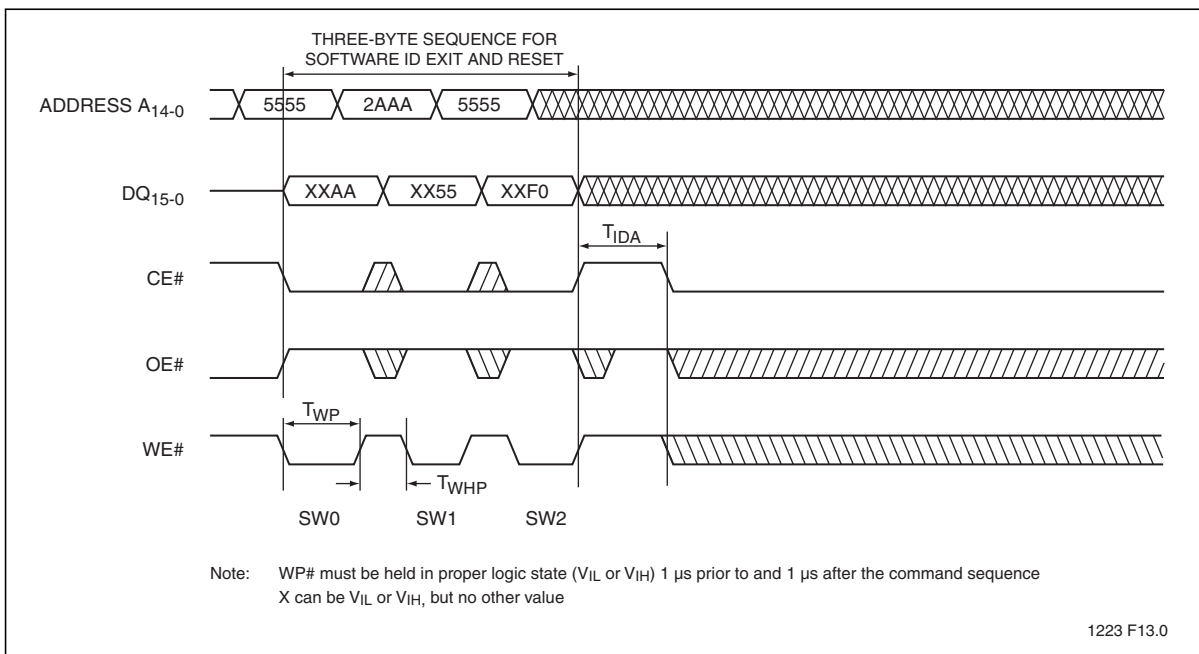 THREE-BYTE SEQUENCE FOR
SOFTWARE ID EXIT AND RESET
ADDRESS A14-0
5555 2AAA 5555
DQ15-0
XXAA XX55 XXF0
TIDA
CE#
OE#
TWP
WE#
TWHP
SW0 SW1 SW2
Note: WP# must be held in proper logic state (VIL or VIH) 1 µs prior to and 1 µs after the command sequence
X can be VIL or VIH, but no other value
1223 F13.0